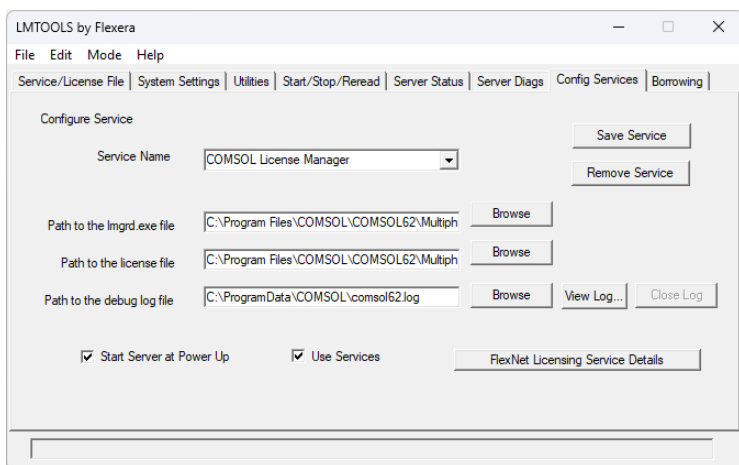 LMTOOLS by Flexera
File Edit Mode Help
Service/License File System Settings Utilities Start/Stop/Reread Server Status Server Diags Config Services Borrowing
Configure Service
Save Service
Service Name COMSOL License Manager
Remove Service
Path to the lmgrd.exe file C:\Program Files\COMSOL\COMSOL62\Multiph Browse
Path to the license file C:\Program Files\COMSOL\COMSOL62\Multiph Browse
Path to the debug log file C:\ProgramData\COMSOL\comsol62.log Browse View Log... Close Log
Start Server at Power Up Use Services FlexNet Licensing Service Details